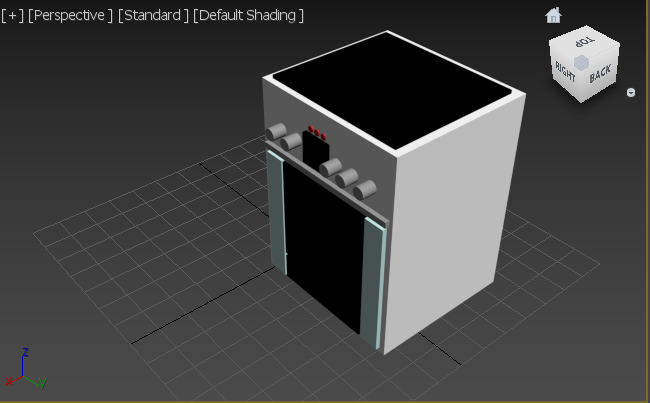 [+] [Perspective ] [Standard ] [Default Shading ]
TOP
RIGHT
BACK
z
x
y